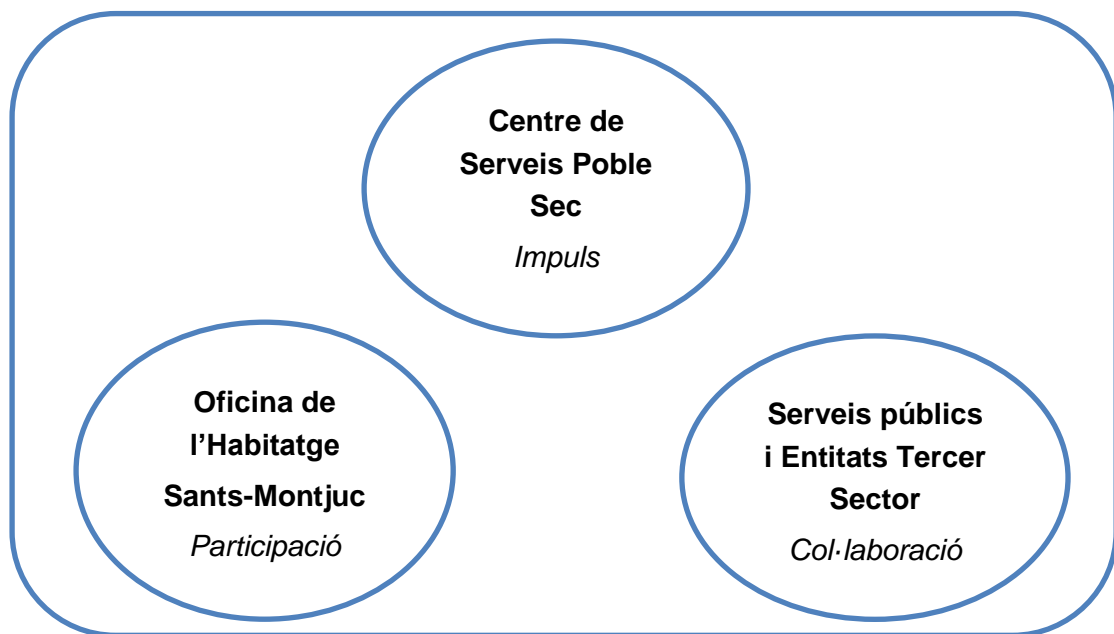 Centre de
Serveis Poble
Sec
Impuls
Oficina de
l’Habitatge
Sants-Montjuc
Participació
Serveis públics
i Entitats Tercer
Sector
Col·laboració